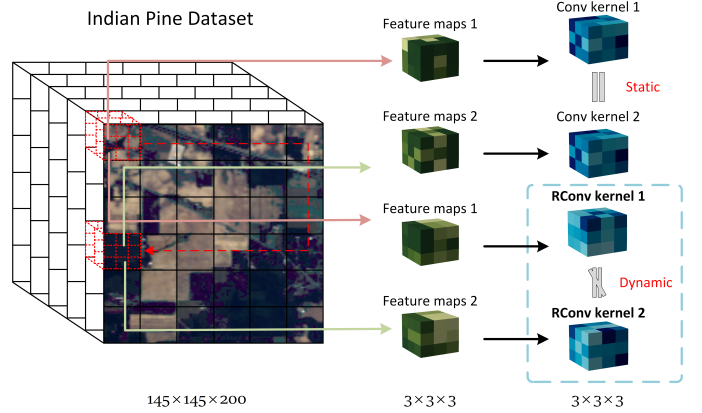 Indian Pine Dataset
Feature maps 1
Conv kernel 1
Static
Feature maps 2
Conv kernel 2
Feature maps 1
RConv kernel 1
Dynamic
Feature maps 2
RConv kernel 2
145×145×200
3×3×3
3×3×3